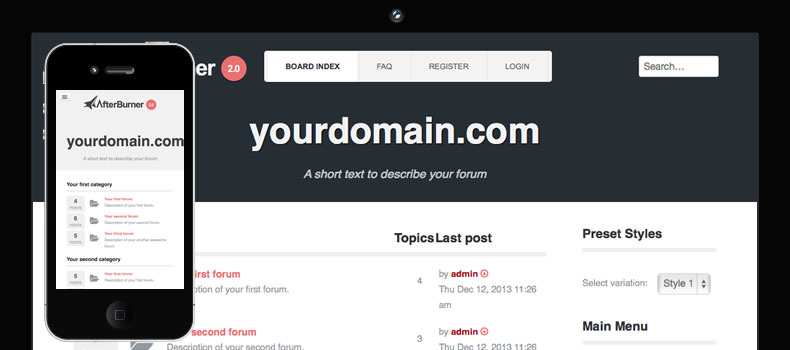 rner 2.0
BOARD INDEX FAQ REGISTER LOGIN
Search...
yourdomain.com
A short text to describe your forum
Topics Last post
first forum
ption of your first forum.
4
by admin
Thu Dec 12, 2013 11:26
am
second forum
Description of your second forum.
3
by admin
Thu Dec 12, 2013 11:26
Preset Styles
Select variation: Style 1
Main Menu
AfterBurner 2.0
yourdomain.com
A short text to describe your forum
Your first category
4
POSTS
Your first forum
Description of your first forum.
6
POSTS
Your second forum
Description of your second forum.
5
POSTS
Your third forum
Description of your another awesome
forum.
Your second category
5
POSTS
Your first forum
Description of your first forum.